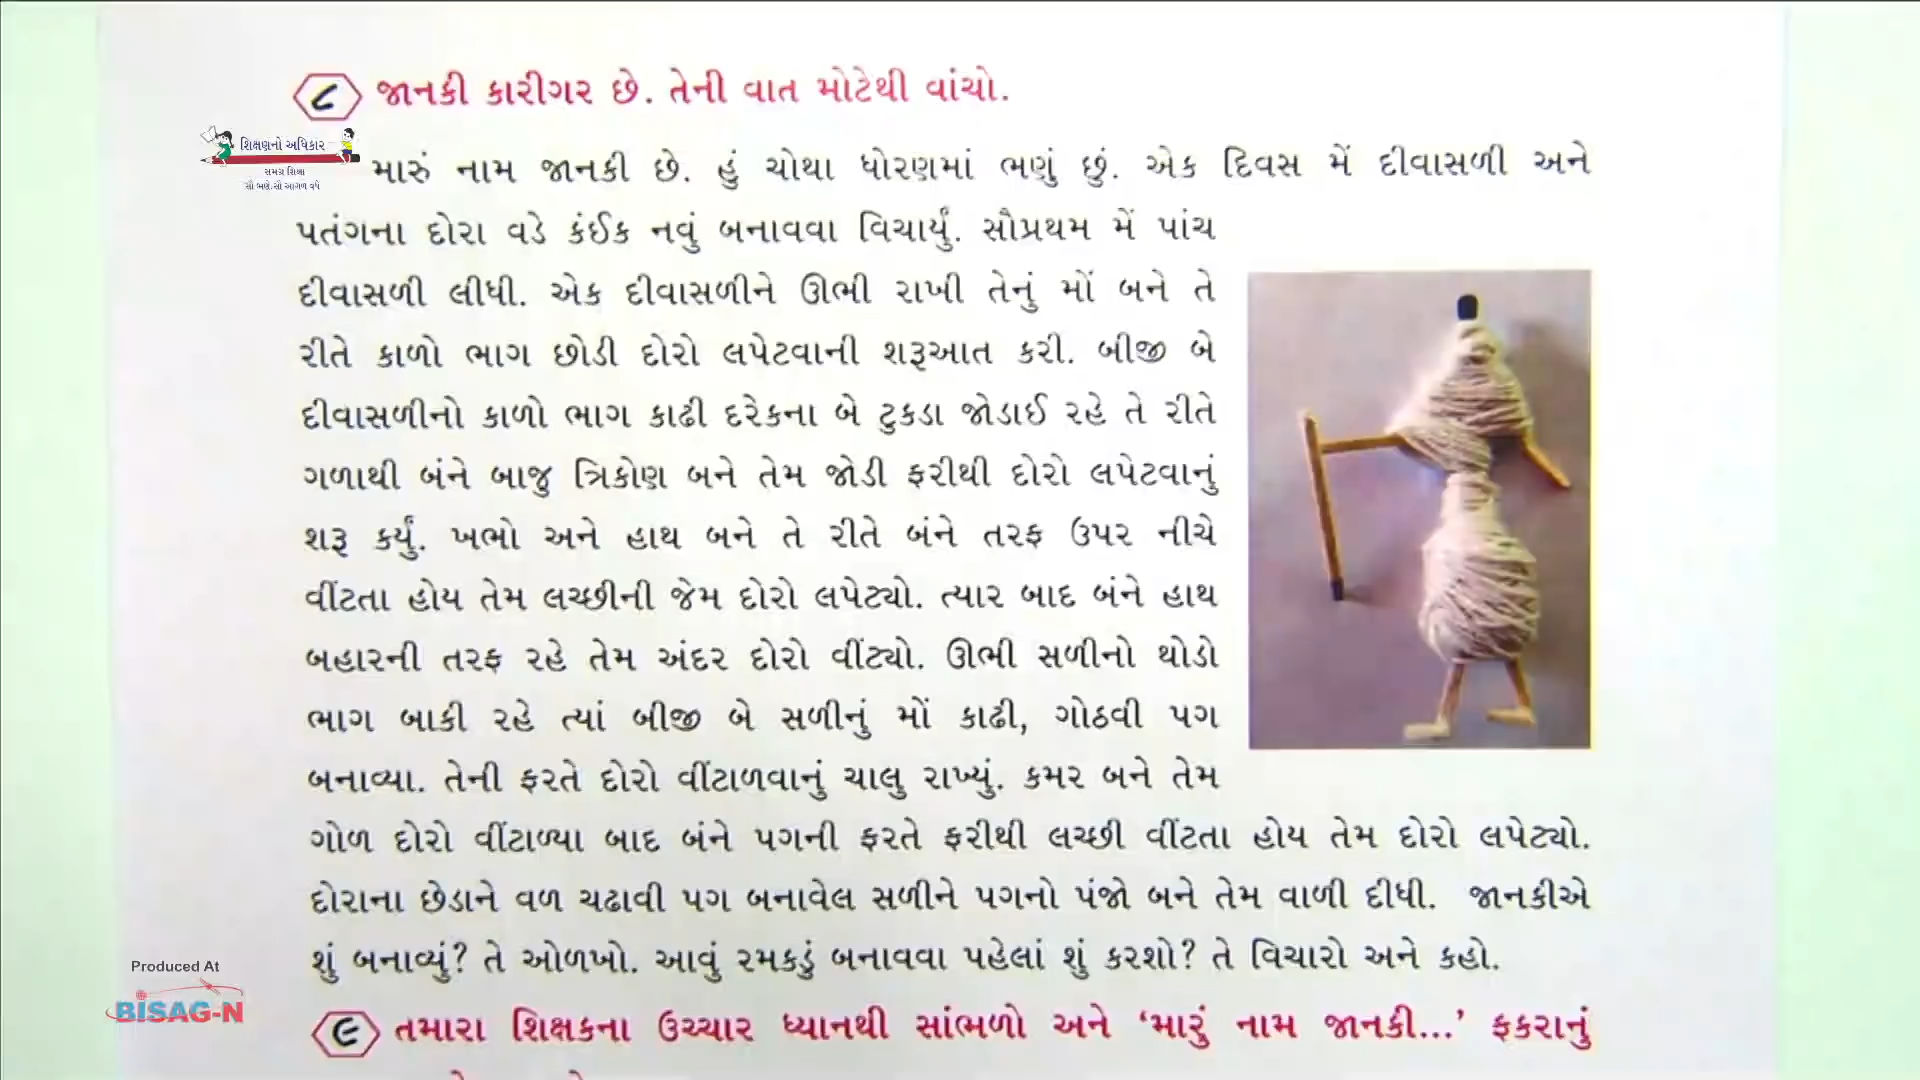 ૮ જાનકી કારીગર છે. તેની વાત મોટેથી વાંચો.
શિક્ષણનો અધિકાર
સમગ્ર શિક્ષા
સૌ ભણે.સૌ આગળ વધે
મારું નામ જાનકી છે. હું ચોથા ધોરણમાં ભણું છું. એક દિવસ મેં દીવાસળી અને
પતંગના દોરા વડે કંઈક નવું બનાવવા વિચાર્યું. સૌપ્રથમ મેં પાંચ
દીવાસળી લીધી. એક દીવાસળીને ઊભી રાખી તેનું મોં બને તે
રીતે કાળો ભાગ છોડી દોરો લપેટવાની શરૂઆત કરી. બીજી બે
દીવાસળીનો કાળો ભાગ કાઢી દરેકના બે ટુકડા જોડાઈ રહે તે રીતે
ગળાથી બંને બાજુ ત્રિકોણ બને તેમ જોડી ફરીથી દોરો લપેટવાનું
શરૂ કર્યું. ખભો અને હાથ બને તે રીતે બંને તરફ ઉપર નીચે
વીંટતા હોય તેમ લચ્છીની જેમ દોરો લપેટ્યો. ત્યાર બાદ બંને હાથ
બહારની તરફ રહે તેમ અંદર દોરો વીંટ્યો. ઊભી સળીનો થોડો
ભાગ બાકી રહે ત્યાં બીજી બે સળીનું મોં કાઢી, ગોઠવી પગ
બનાવ્યા. તેની ફરતે દોરો વીંટાળવાનું ચાલુ રાખ્યું. કમર બને તેમ
ગોળ દોરો વીંટાળ્યા બાદ બંને પગની ફરતે ફરીથી લચ્છી વીંટતા હોય તેમ દોરો લપેટ્યો.
દોરાના છેડાને વળ ચઢાવી પગ બનાવેલ સળીને પગનો પંજો બને તેમ વાળી દીધી. જાનકીએ
શું બનાવ્યું? તે ઓળખો. આવું રમકડું બનાવવા પહેલાં શું કરશો? તે વિચારો અને કહો.
Produced At
BISAG-N
૯ તમારા શિક્ષકના ઉચ્ચાર ધ્યાનથી સાંભળો અને ‘મારું નામ જાનકી...’ ફકરાનું